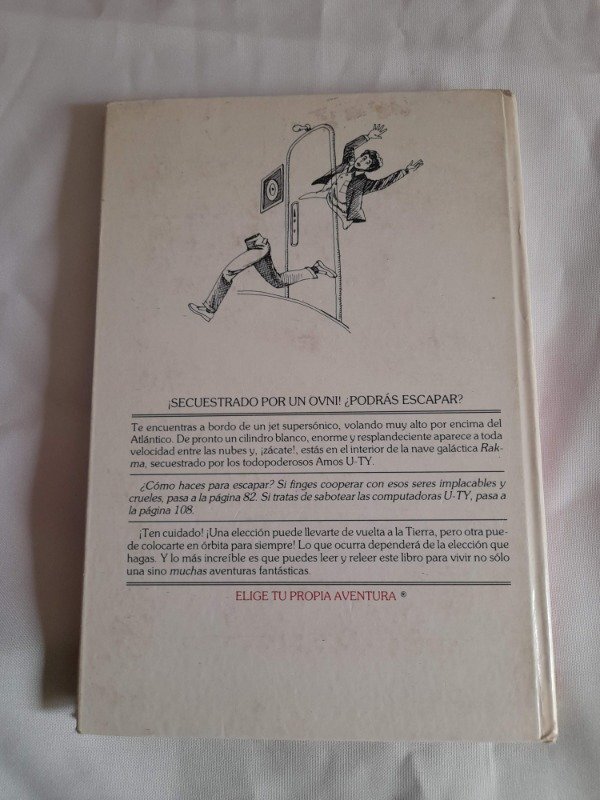 ¡SECUESTRADO POR UN OVNI! ¿PODRÁS ESCAPAR?
Te encuentras a bordo de un jet supersónico, volando muy alto por encima del
Atlántico. De pronto un cilindro blanco, enorme y resplandeciente aparece a toda
velocidad entre las nubes y, ¡zácate!, estás en el interior de la nave galáctica Rak-
ma, secuestrado por los todopoderosos Amos U-TY.
¿Cómo haces para escapar? Si finges cooperar con esos seres implacables y
crueles, pasa a la página 82. Si tratas de sabotear las computadoras U-TY, pasa a
la página 108.
¡Ten cuidado! ¡Una elección puede llevarte de vuelta a la Tierra, pero otra pue-
de colocarte en órbita para siempre! Lo que ocurra dependerá de la elección que
hagas. Y lo más increíble es que puedes leer y releer este libro para vivir no sólo
una sino muchas aventuras fantásticas.
ELIGE TU PROPIA AVENTURA ®